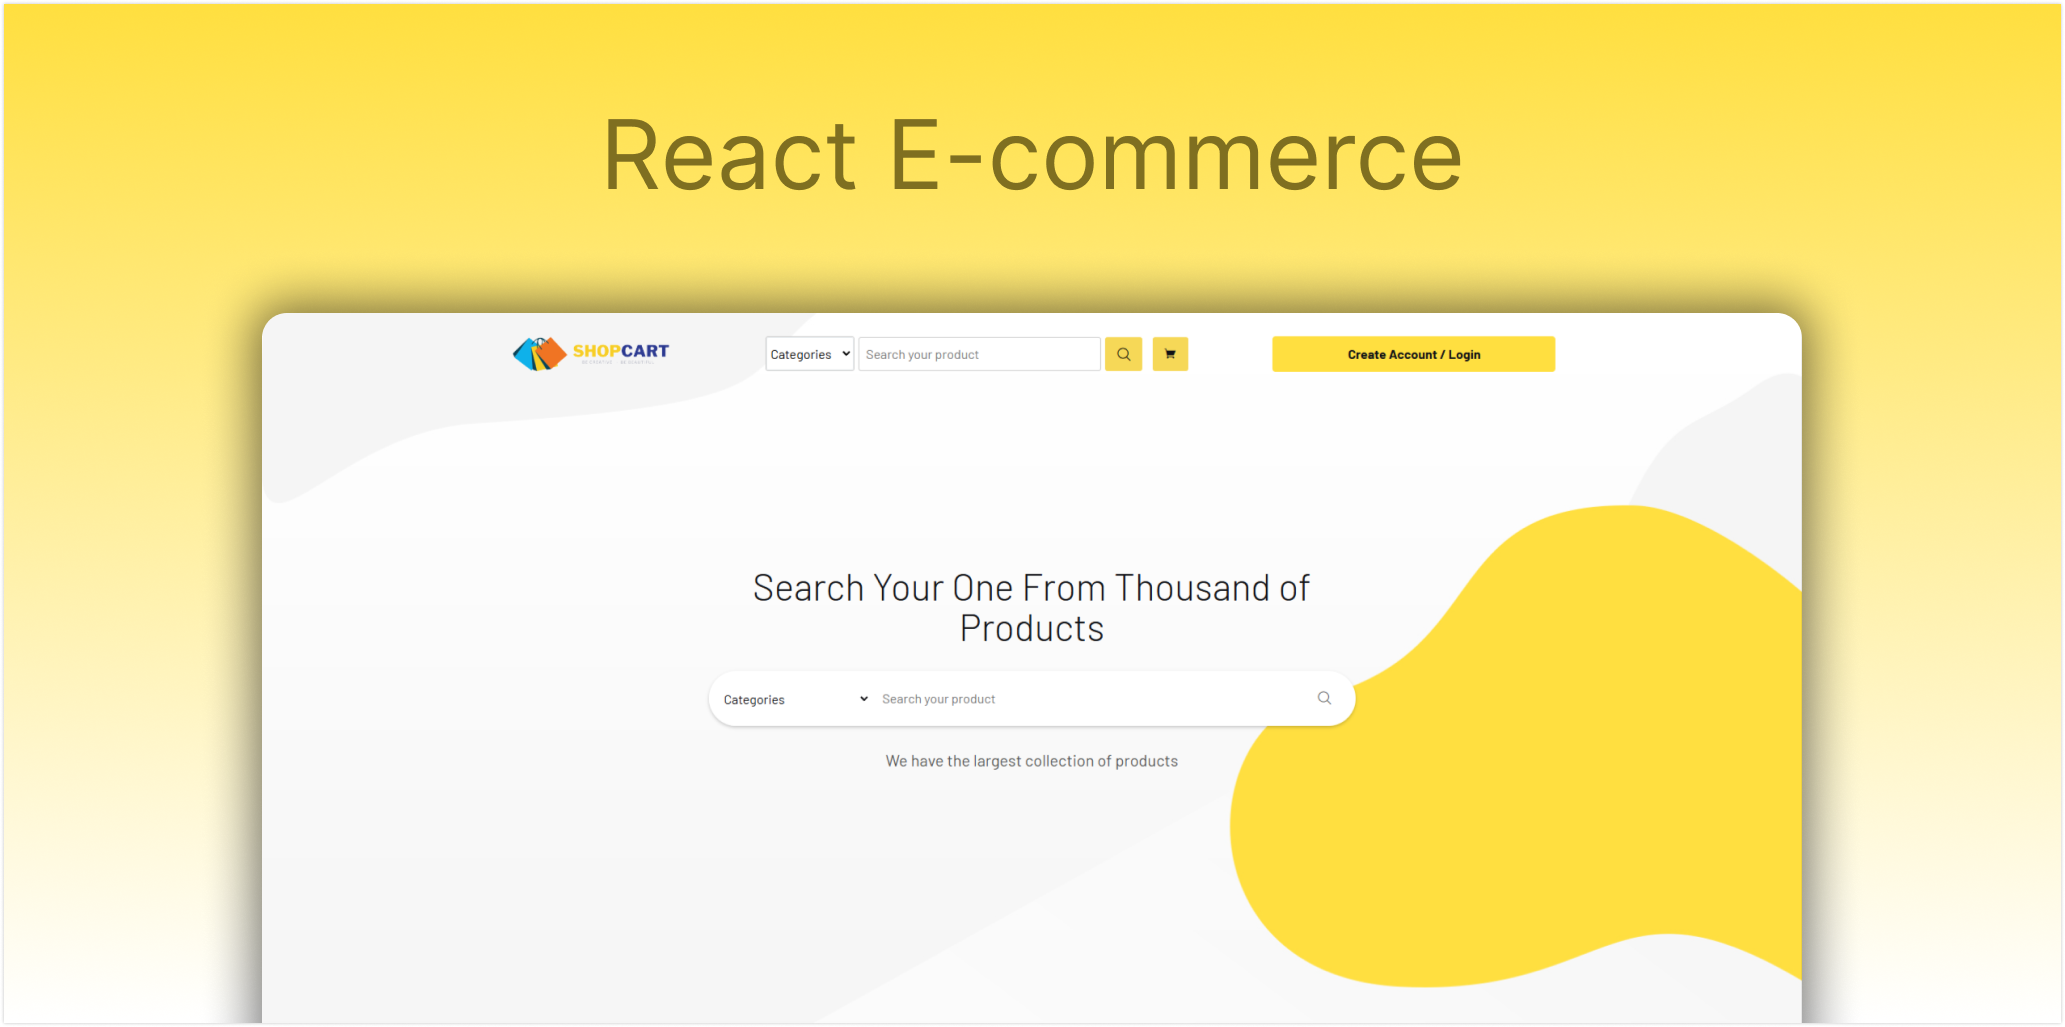 React E-commerce
SHOPCART
Categories
Search your product
Create Account / Login
Search Your One From Thousand of
Products
Categories
Search your product
We have the largest collection of products